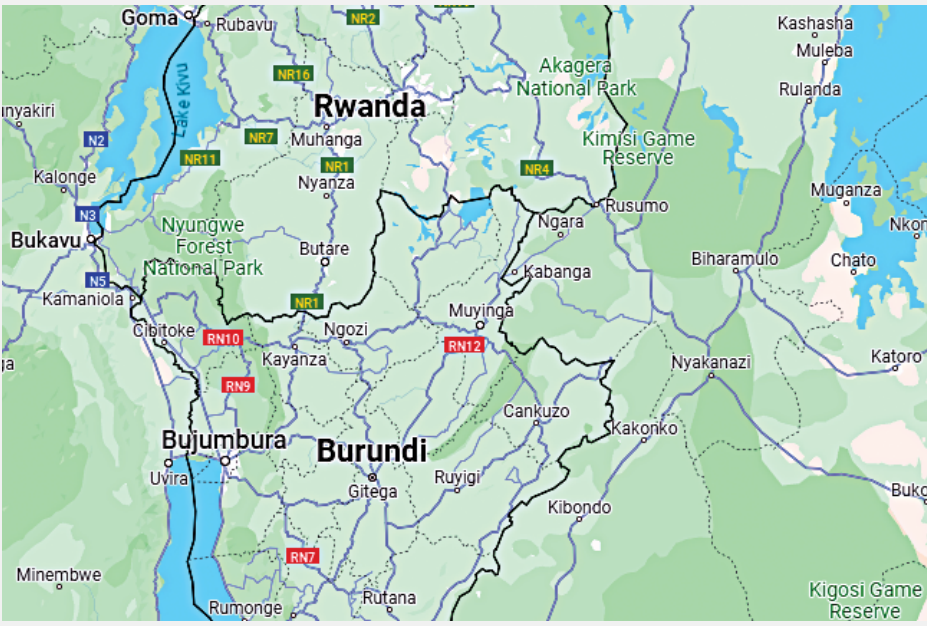 Goma
Rubavu
NR2
Kashasha
Muleba
Akagera
National Park
NR16
Rulanda
Rwanda
Lake Kivu
N2
NR7
Muhanga
Kimisi Game
Reserve
NR11
NR1
NR4
Kalonge
Nyanza
Muganza
N3
Rusumo
Ngara
Nyungwe
Forest
National Park
Bukavu
Butare
Biharamulo
Chato
Kabanga
N5
Kamaniola
NR1
Muyinga
Cibitoke
RN10
Ngozi
RN12
Kayanza
Nyakanazi
Katoro
RN9
Cankuzo
Kakonko
Bujumbura
Burundi
Uvira
Gitega
Ruyigi
Kibondo
RN7
Minembwe
Rutana
Rumonge
Kigosi Game
Reserve